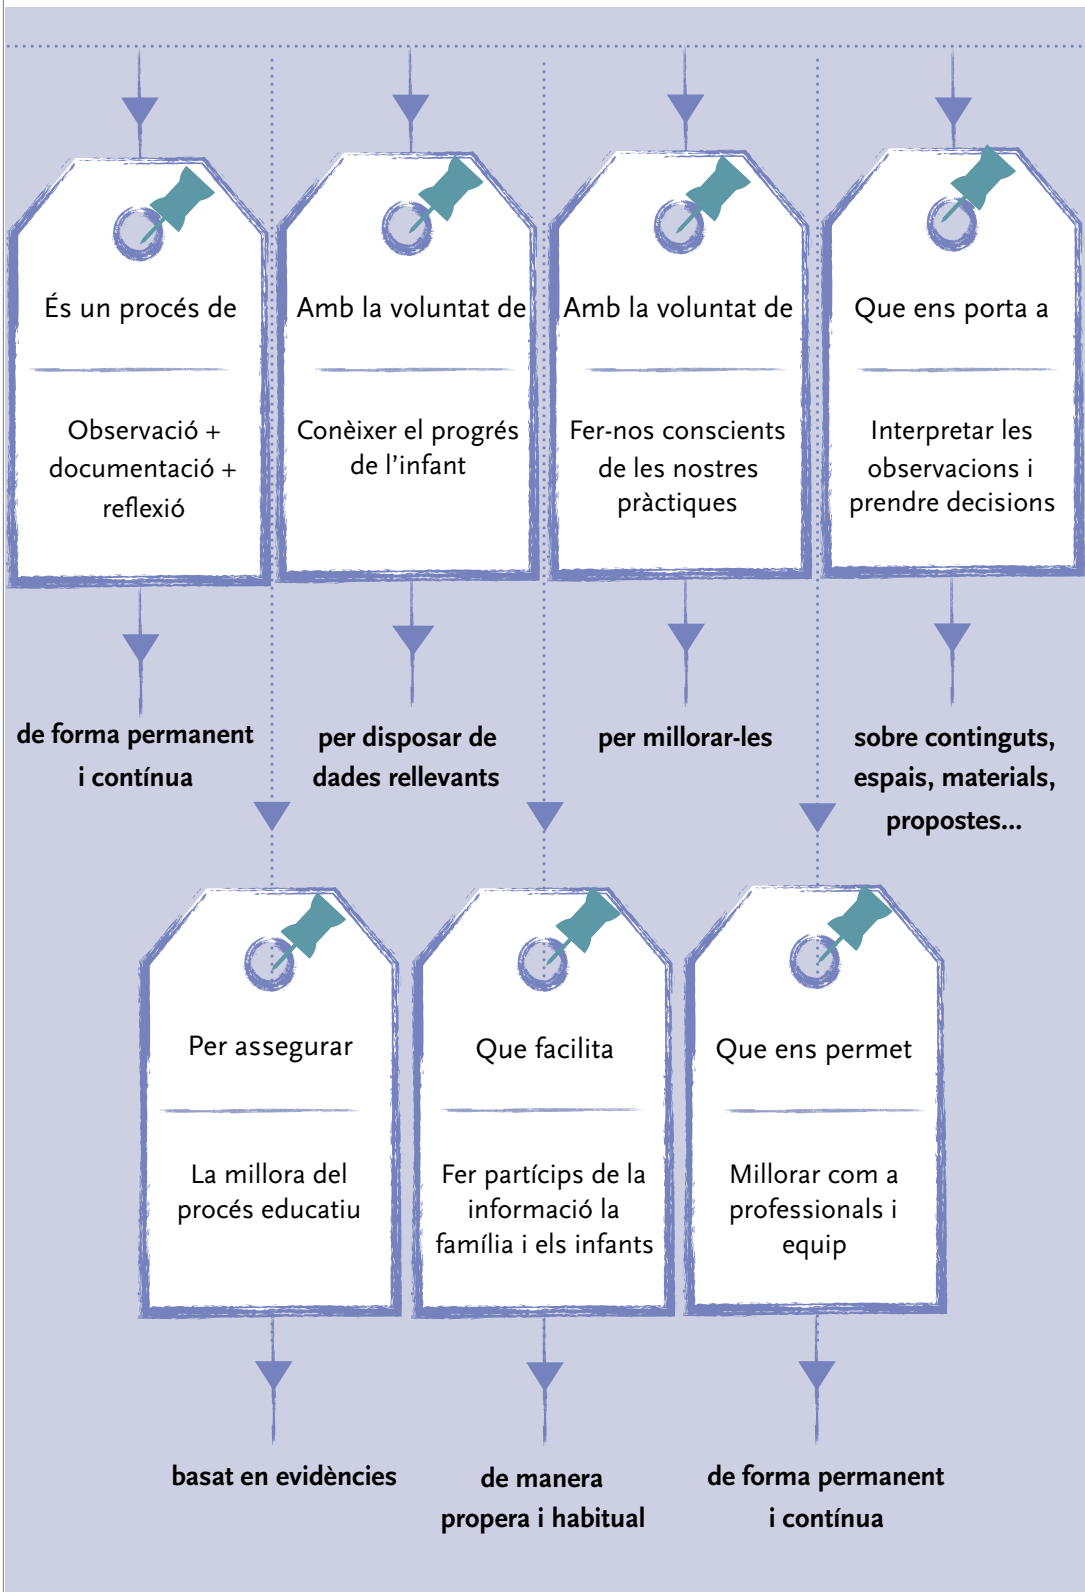 És un procés de
Observació +
documentació +
reflexió
de forma permanent
i contínua
Amb la voluntat de
Conèixer el progrés
de l'infant
per disposar de
dades rellevants
Amb la voluntat de
Fer-nos conscients
de les nostres
pràctiques
per millorar-les
Que ens porta a
Interpretar les
observacions i
prendre decisions
sobre continguts,
espais, materials,
propostes...
Per assegurar
La millora del
procés educatiu
basat en evidències
Que facilita
Fer partícips de la
informació la
família i els infants
de manera
propera i habitual
Que ens permet
Millorar com a
professionals i
equip
de forma permanent
i contínua